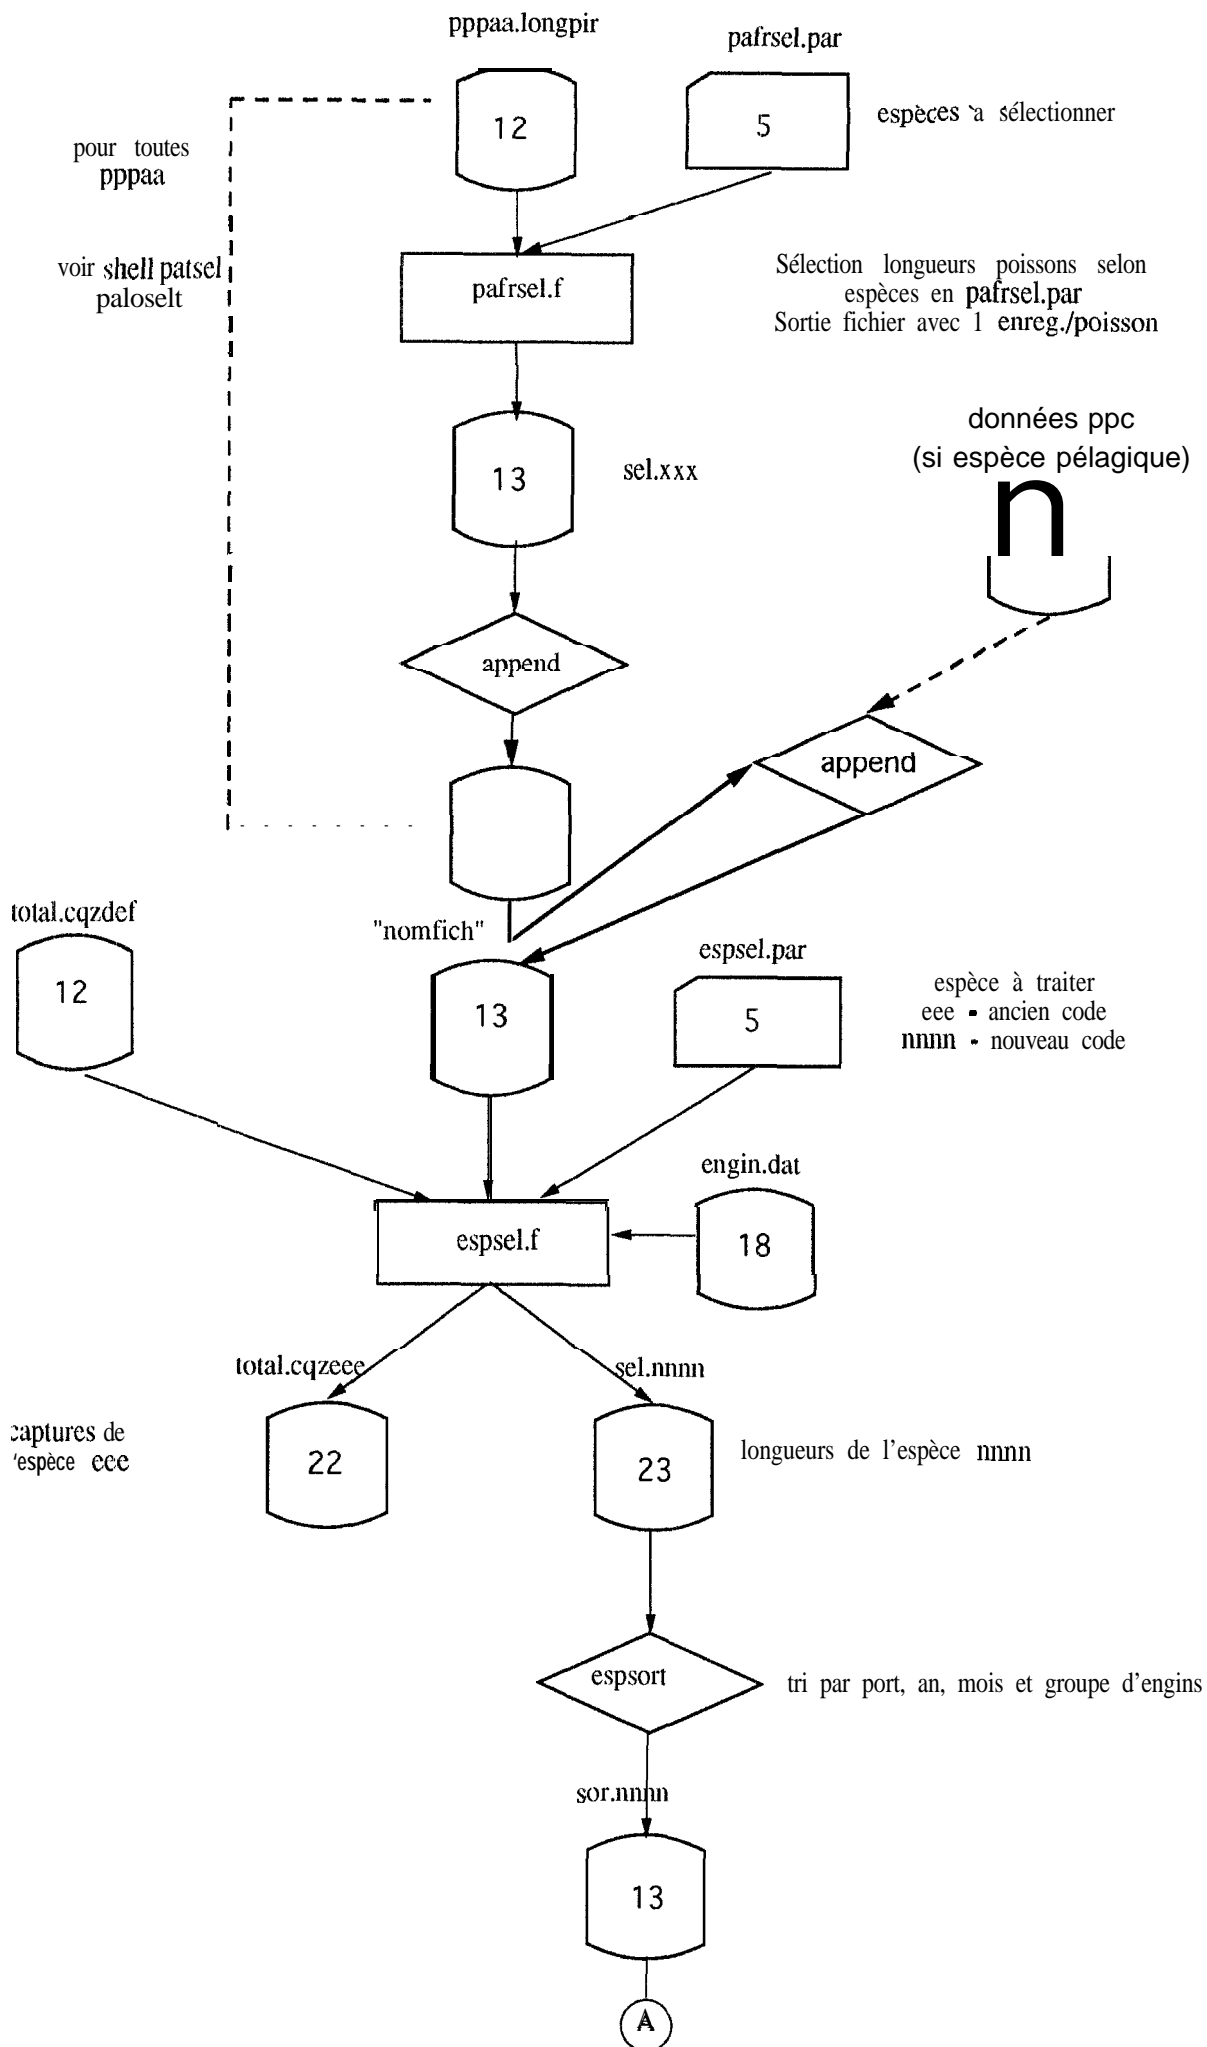 pppaa.longpir
pafrsel.par
12
5
espèces `a sélectionner
pour toutes
pppaa
voir shell patsel
paloselt
pafrsel.f
Sélection longueurs poissons selon
espèces en pafrsel.par
Sortie fichier avec 1 enreg./poisson
données ppc
(si espèce pélagique)
n
13
sel.xxx
append
append
total.cqzdef
"nomfich"
espsel.par
12
13
5
espèce à traiter
eee - ancien code
nnnn - nouveau code
engin.dat
espsel.f
18
total.cqzeee
sel.nnnn
captures de
'espèce eee
22
23
longueurs de l'espèce nnnn
espsort
tri par port, an, mois et groupe d'engins
sor.nnnn
13
A